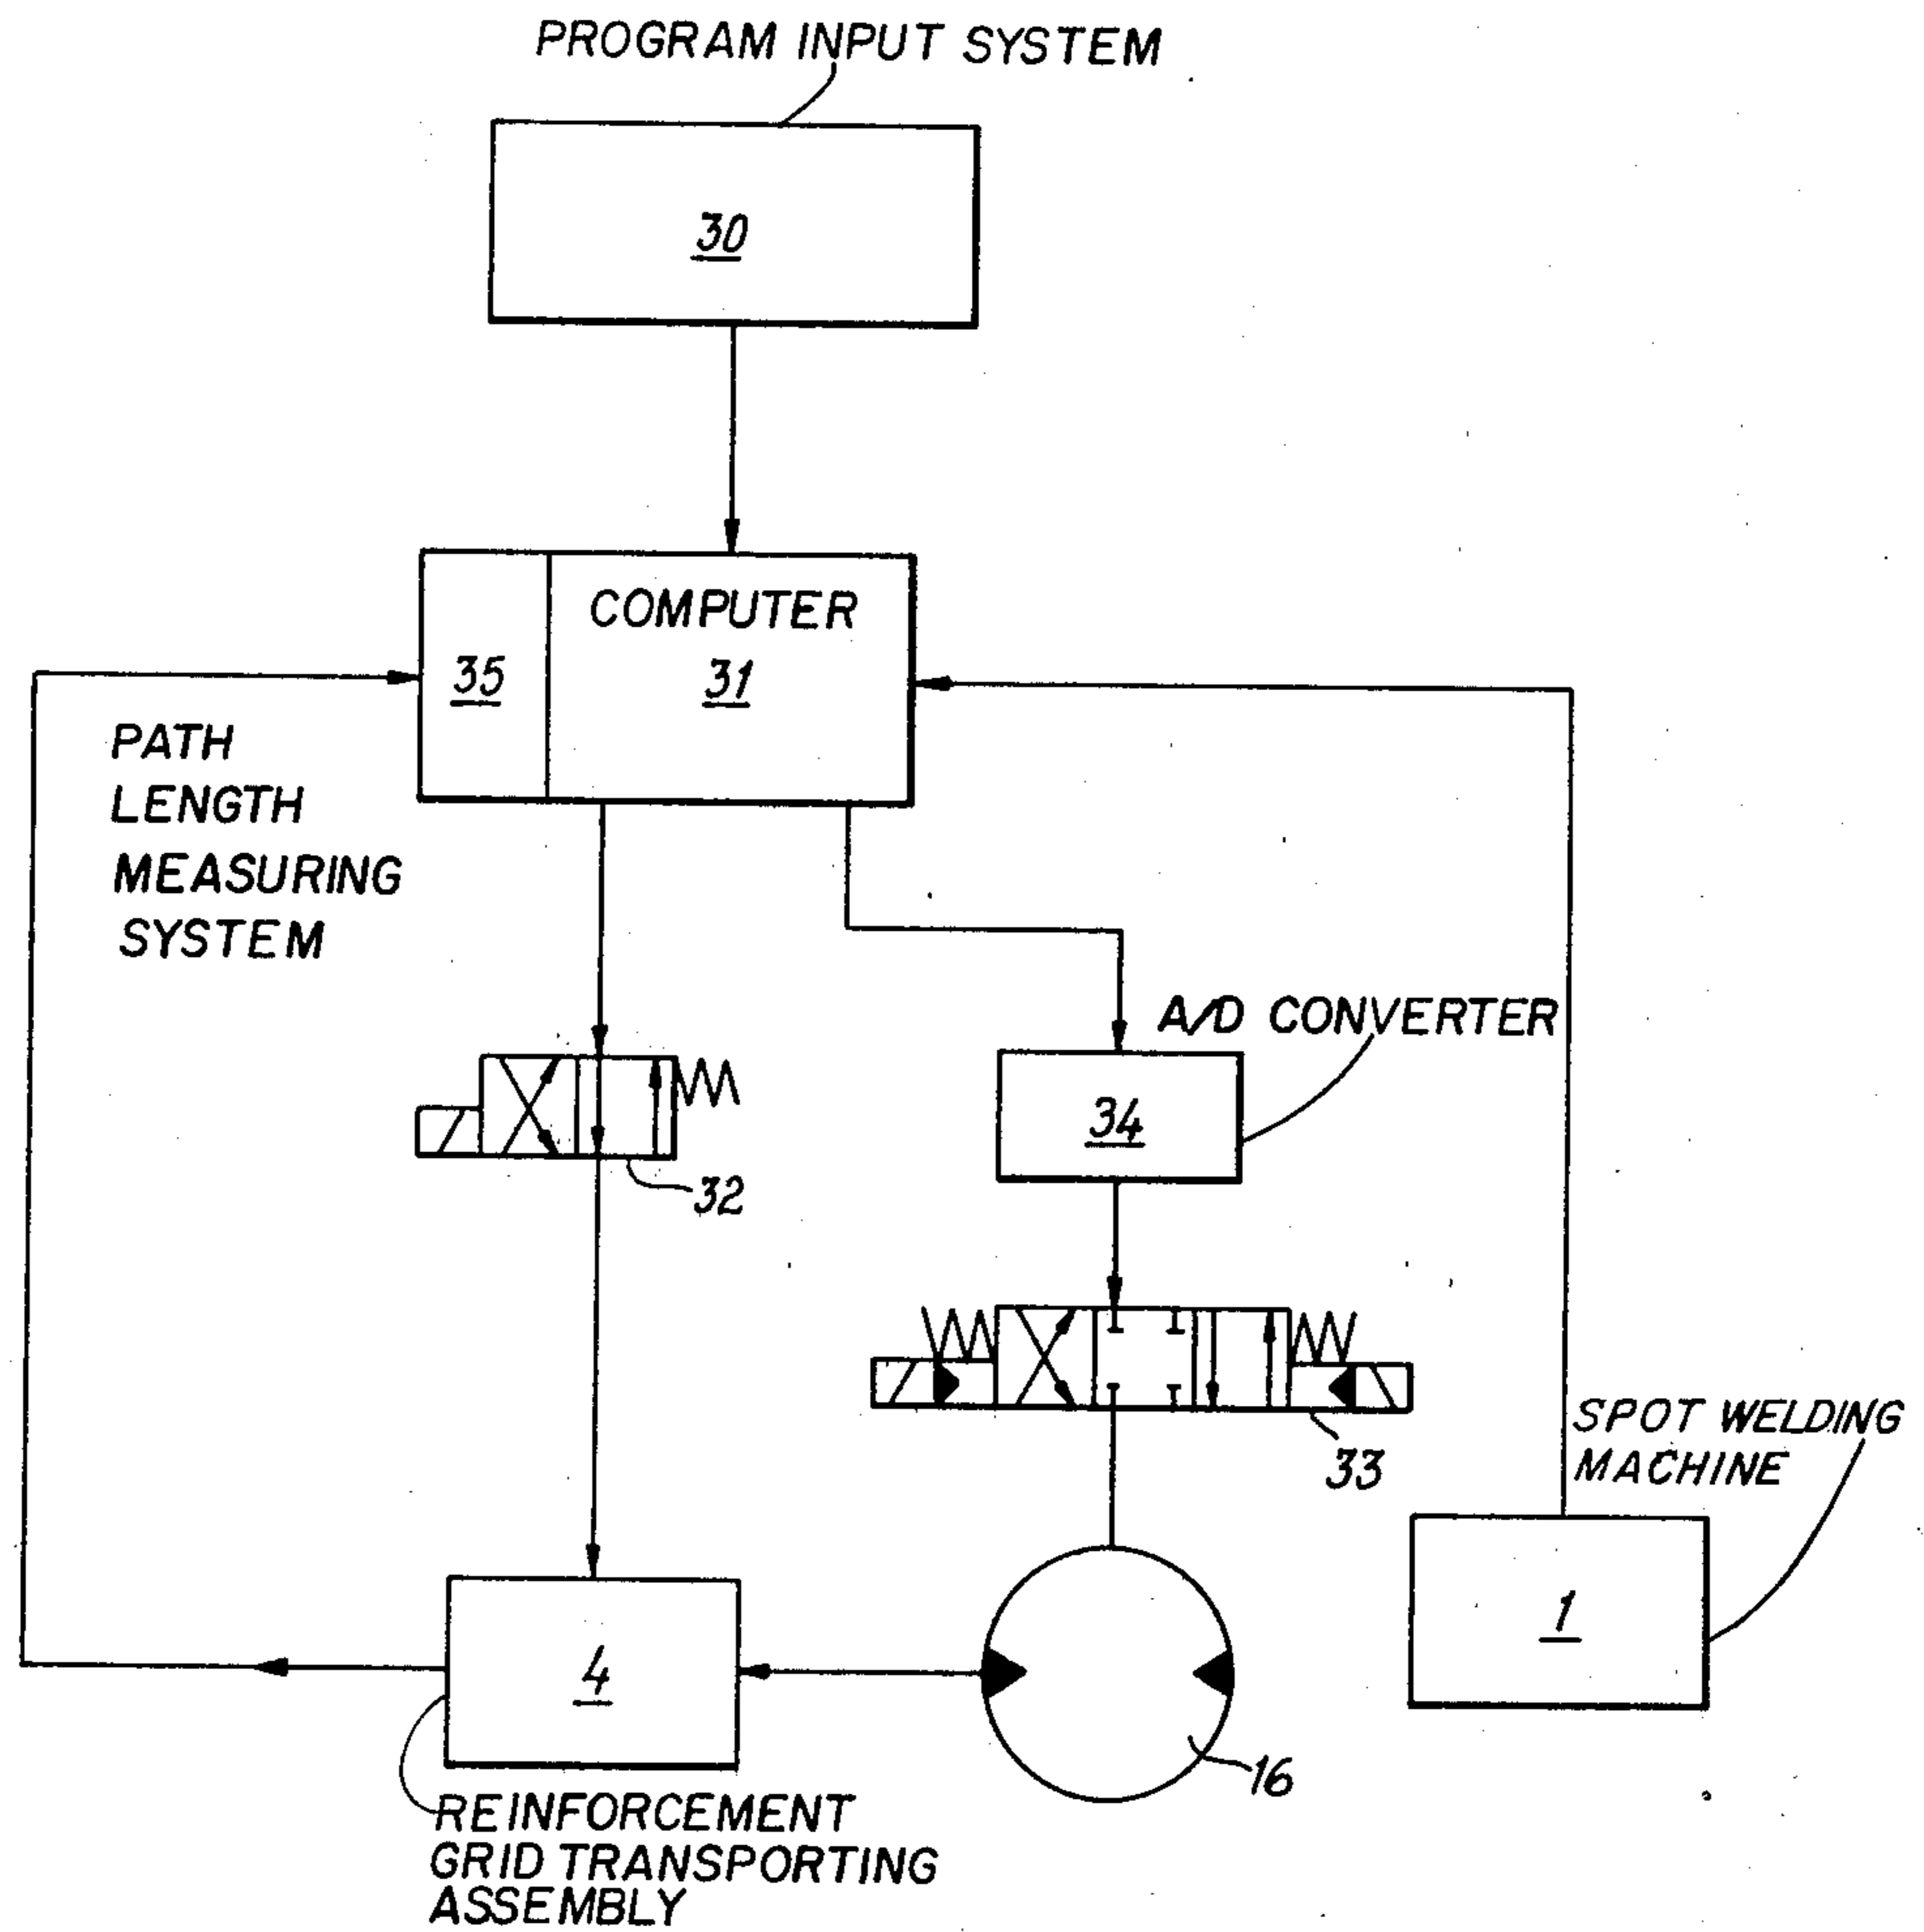 PROGRAM INPUT SYSTEM
30
COMPUTER
35
31
PATH
LENGTH
MEASURING
SYSTEM
A/D CONVERTER
34
32
33
SPOT WELDING
MACHINE
1
4
16
REINFORCEMENT
GRID TRANSPORTING
ASSEMBLY